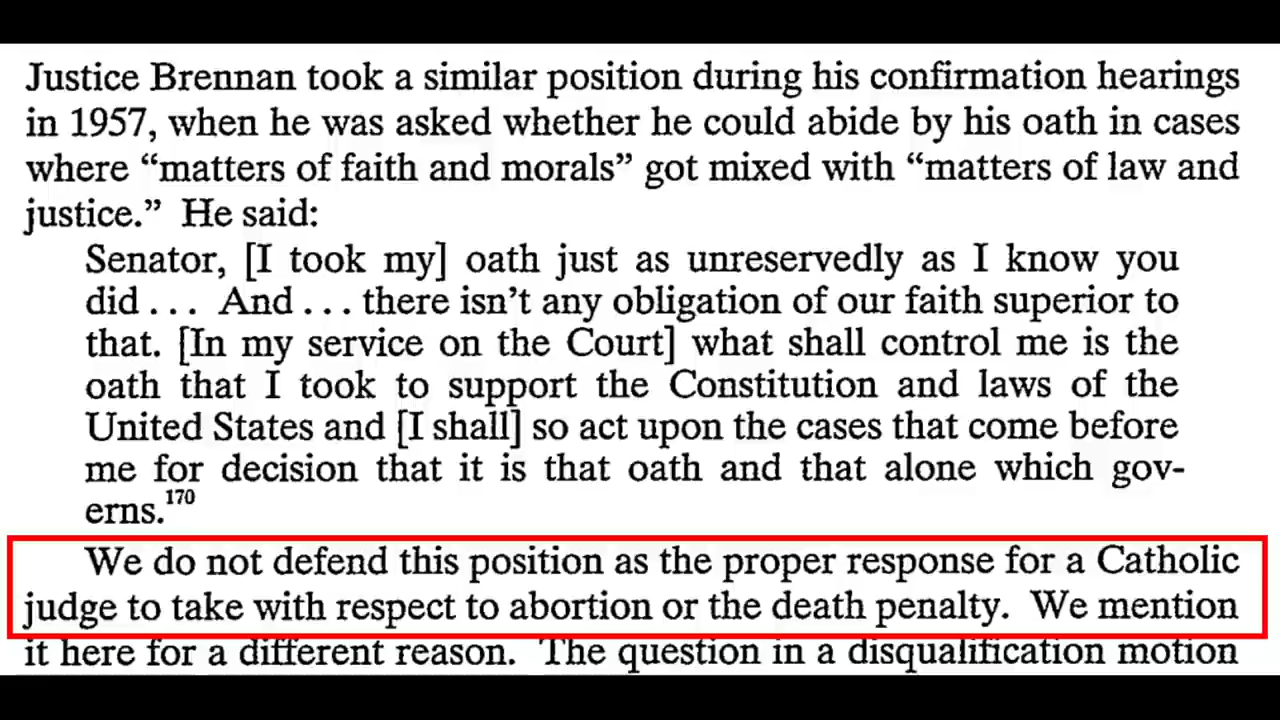 Justice Brennan took a similar position during his confirmation hearings
in 1957, when he was asked whether he could abide by his oath in cases
where “matters of faith and morals” got mixed with “matters of law and
justice.” He said:
Senator, [I took my] oath just as unreservedly as I know you
did . . . And . . . there isn’t any obligation of our faith superior to
that. [In my service on the Court] what shall control me is the
oath that I took to support the Constitution and laws of the
United States and [I shall] so act upon the cases that come before
me for decision that it is that oath and that alone which gov-
erns.170
We do not defend this position as the proper response for a Catholic
judge to take with respect to abortion or the death penalty. We mention
it here for a different reason. The question in a disqualification motion